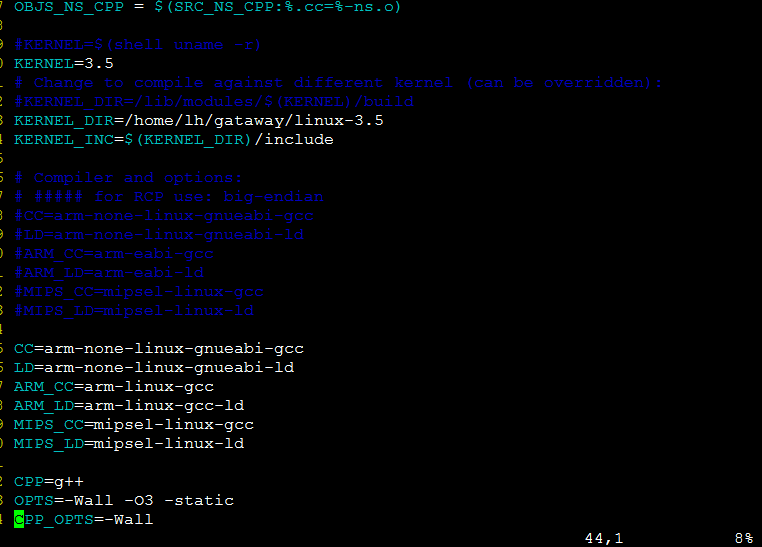 OBJS_NS_CPP = $(SRC_NS_CPP:%.cc=%-ns.o)
#KERNEL=$(shell uname -r)
KERNEL=3.5
# Change to compile against different kernel (can be overridden):
#KERNEL_DIR=/lib/modules/$(KERNEL)/build
KERNEL_DIR=/home/lh/gataway/linux-3.5
KERNEL_INC=$(KERNEL_DIR)/include
# Compiler and options:
# ##### for RCP use: big-endian
#CC=arm-none-linux-gnueabi-gcc
#LD=arm-none-linux-gnueabi-ld
#ARM_CC=arm-eabi-gcc
#ARM_LD=arm-eabi-ld
#MIPS_CC=mipsel-linux-gcc
#MIPS_LD=mipsel-linux-ld
CC=arm-none-linux-gnueabi-gcc
LD=arm-none-linux-gnueabi-ld
ARM_CC=arm-linux-gcc
ARM_LD=arm-linux-gcc-ld
MIPS_CC=mipsel-linux-gcc
MIPS_LD=mipsel-linux-ld
CPP=g++
OPTS=-Wall -O3 -static
CPP_OPTS=-Wall
44,1 8%